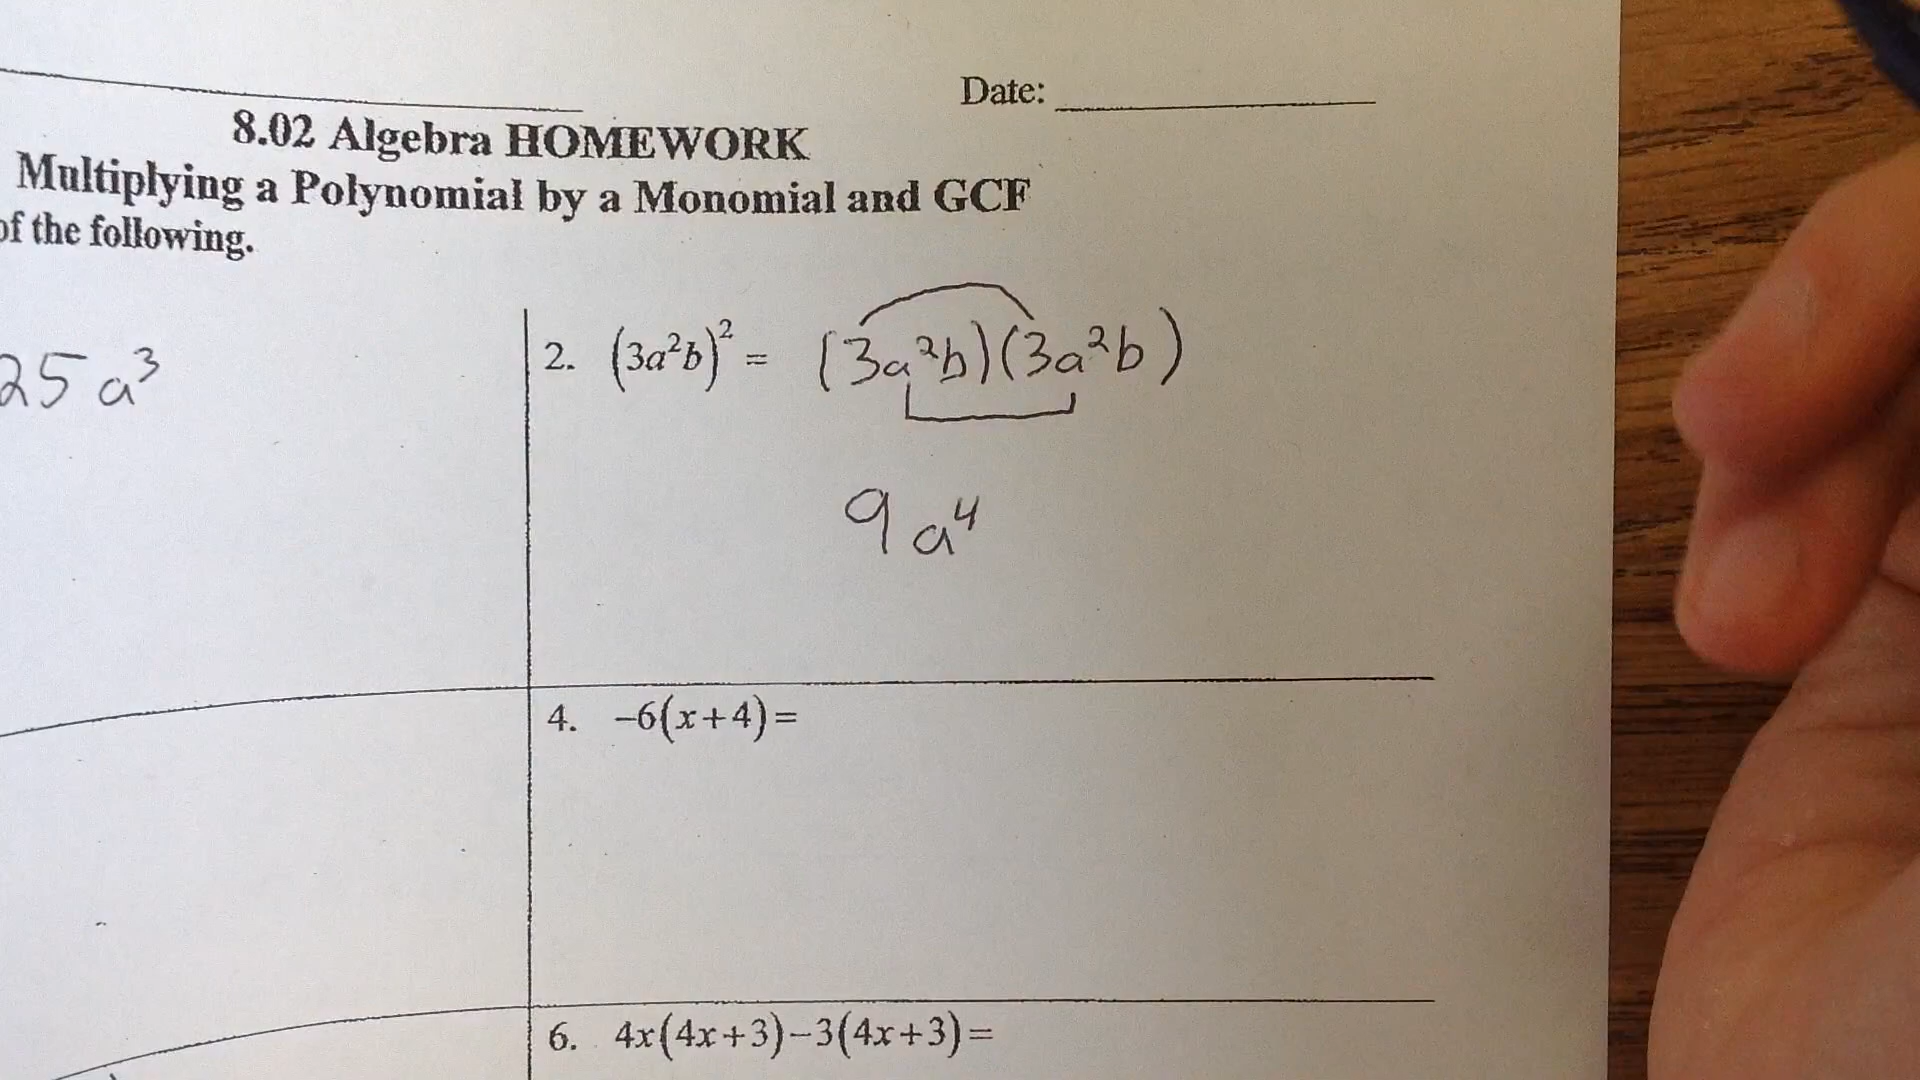 Date:
8.02 Algebra HOMEWORK
Multiplying a Polynomial by a Monomial and GCF
of the following.
25a³
2. (3a²b)² = (3a²b)(3a²b)
9a⁴
4. -6(x+4)=
6. 4x(4x+3)-3(4x+3)=